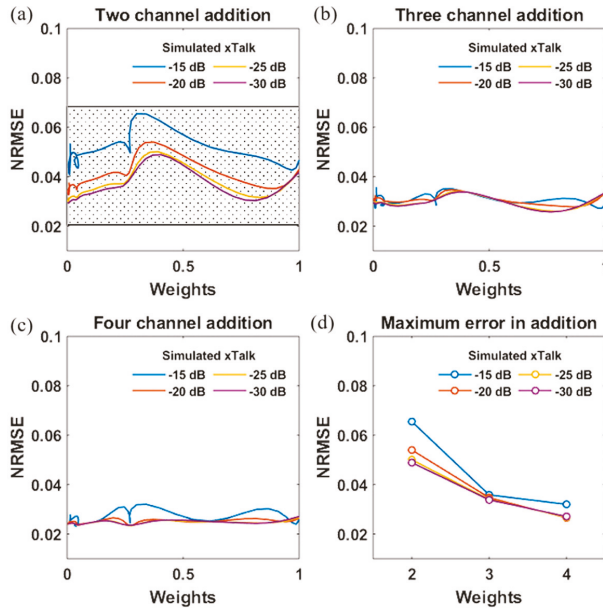 (a)
Two channel addition
0.1
0.08
0.06
0.04
0.02
NRMSE
Simulated xTalk
-15 dB
-25 dB
-20 dB
-30 dB
0
0.5
1
Weights
(b)
Three channel addition
0.1
0.08
0.06
0.04
0.02
NRMSE
Simulated xTalk
-15 dB
-25 dB
-20 dB
-30 dB
0
0.5
1
Weights
(c)
Four channel addition
0.1
0.08
0.06
0.04
0.02
NRMSE
Simulated xTalk
-15 dB
-25 dB
-20 dB
-30 dB
0
0.5
1
Weights
(d)
Maximum error in addition
0.1
0.08
0.06
0.04
0.02
NRMSE
Simulated xTalk
-15 dB
-25 dB
-20 dB
-30 dB
2
3
4
Weights